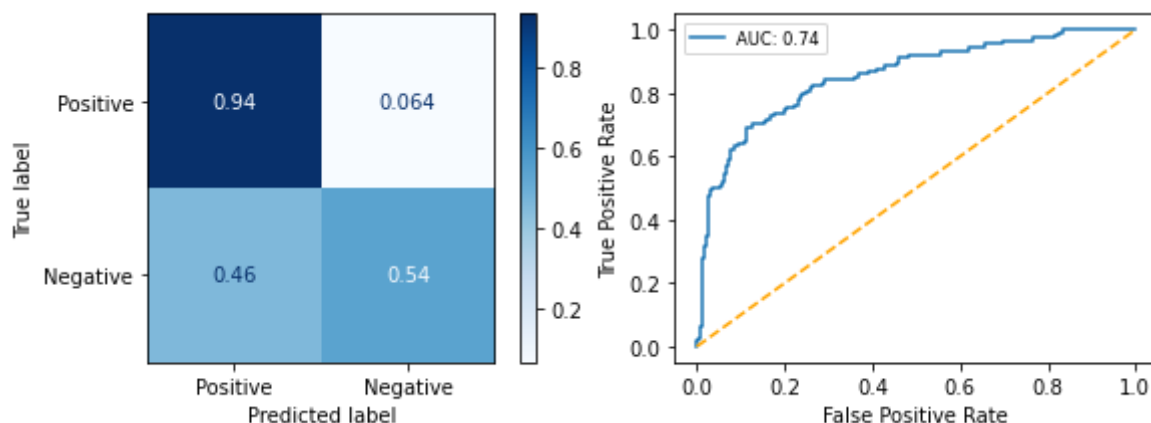 True label
Positive
0.94
0.064
Negative
0.46
0.54
Positive
Negative
Predicted label
0.8
0.6
0.4
0.2
AUC: 0.74
True Positive Rate
1.0
0.8
0.6
0.4
0.2
0.0
0.0
0.2
0.4
0.6
0.8
1.0
False Positive Rate